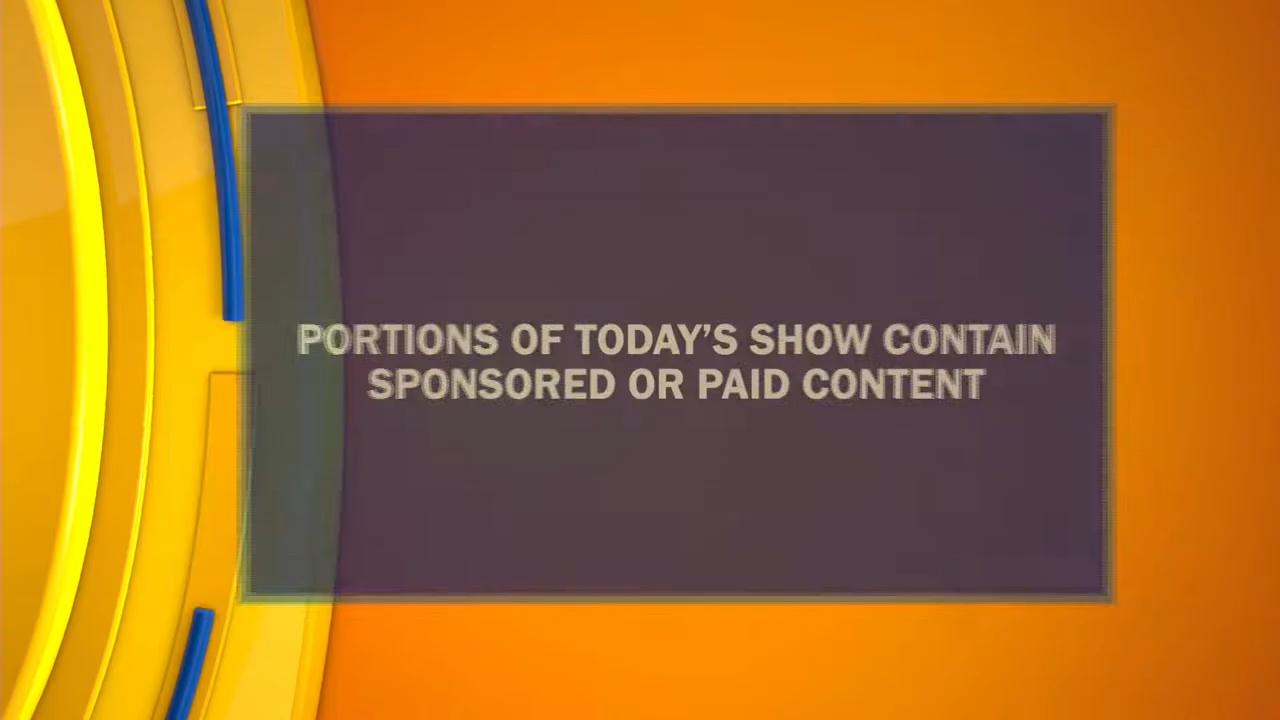 PORTIONS OF TODAY’S SHOW CONTAIN
SPONSORED OR PAID CONTENT